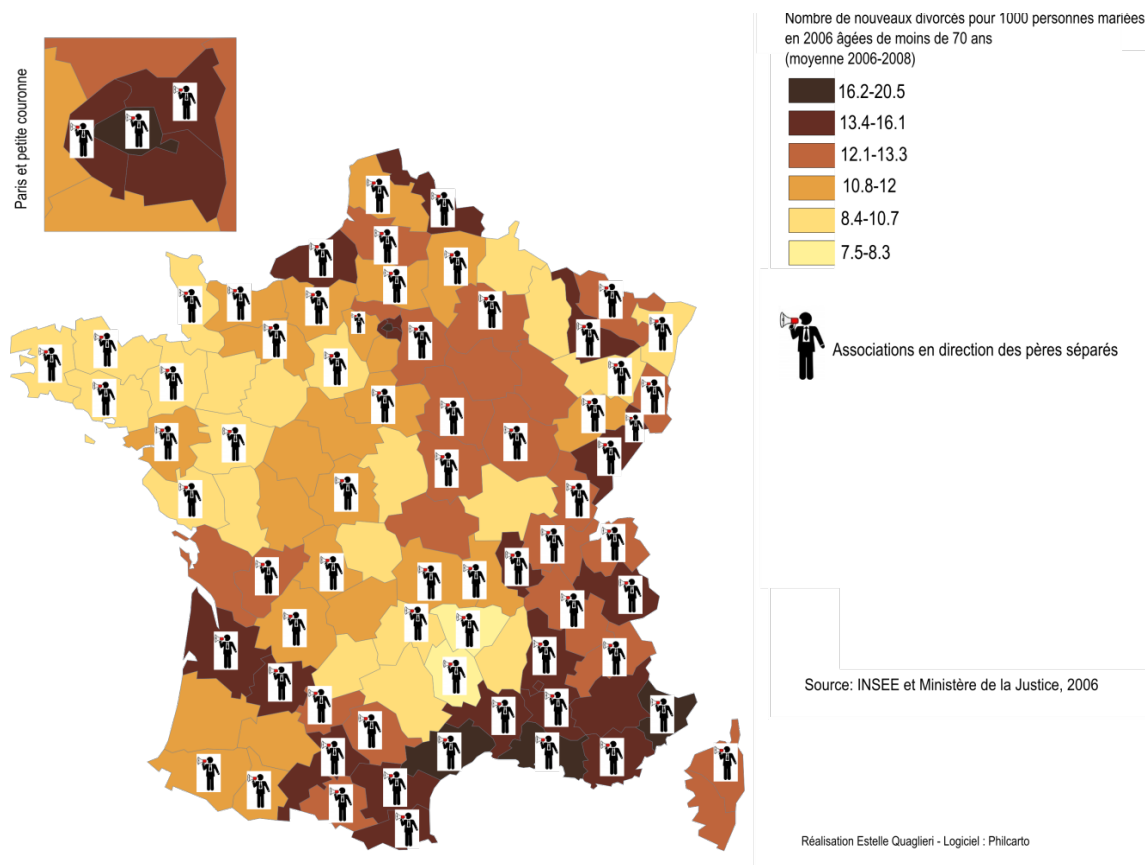 Paris et petite couronne
Nombre de nouveaux divorcés pour 1000 personnes mariées
en 2006 âgées de moins de 70 ans
(moyenne 2006-2008)
16.2-20.5
13.4-16.1
12.1-13.3
10.8-12
8.4-10.7
7.5-8.3
Associations en direction des pères séparés
Source: INSEE et Ministère de la Justice, 2006
Réalisation Estelle Quaglieri - Logiciel : Philcarto